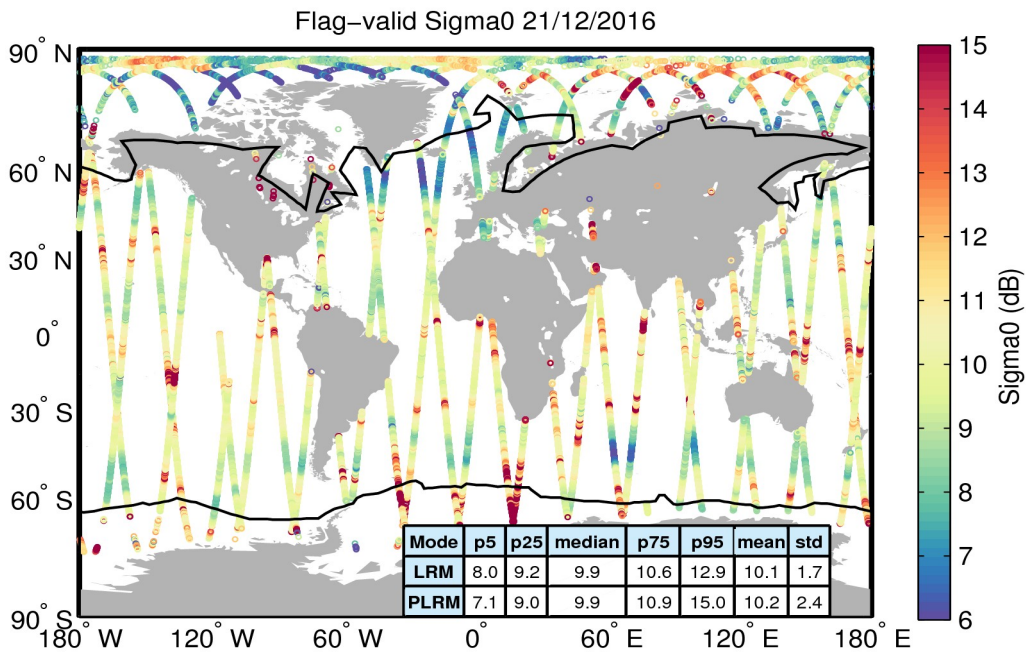 Flag−valid Sigma0 21/12/2016
90° N
60° N
30° N
0°
30° S
60° S
90° S
180° W
120° W
60° W
0°
60° E
120° E
180° E
15
14
13
12
11
10
9
8
7
6
Sigma0 (dB)
Mode p5 p25 median p75 p95 mean std
LRM 8.0 9.2 9.9 10.6 12.9 10.1 1.7
PLRM 7.1 9.0 9.9 10.9 15.0 10.2 2.4